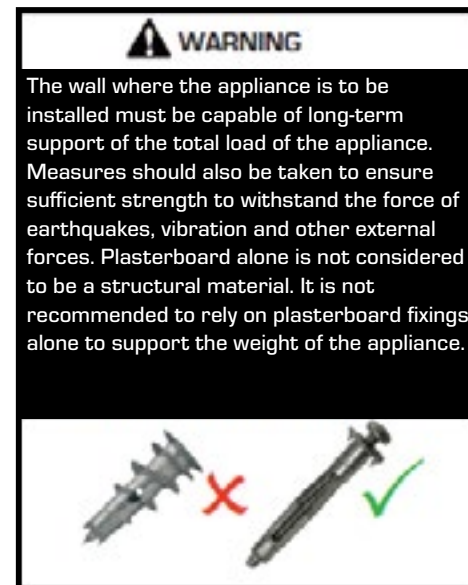 WARNING
The wall where the appliance is to be
installed must be capable of long-term
support of the total load of the appliance.
Measures should also be taken to ensure
sufficient strength to withstand the force of
earthquakes, vibration and other external
forces. Plasterboard alone is not considered
to be a structural material. It is not
recommended to rely on plasterboard fixings
alone to support the weight of the appliance.